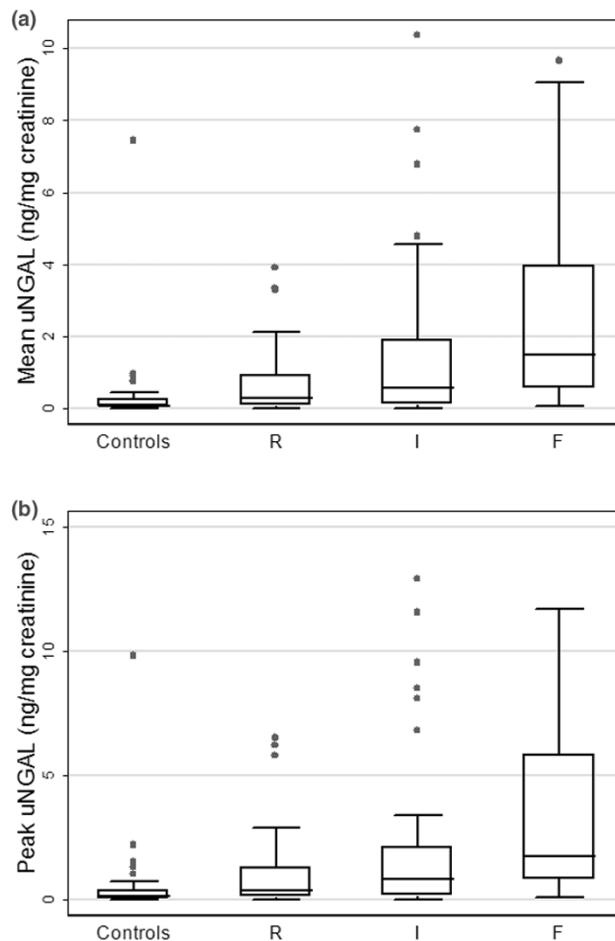 (a)
Mean uNGAL (ng/mg creatinine)
10
8
6
4
2
0
Controls R I F
(b)
Peak uNGAL (ng/mg creatinine)
15
10
5
0
Controls R I F